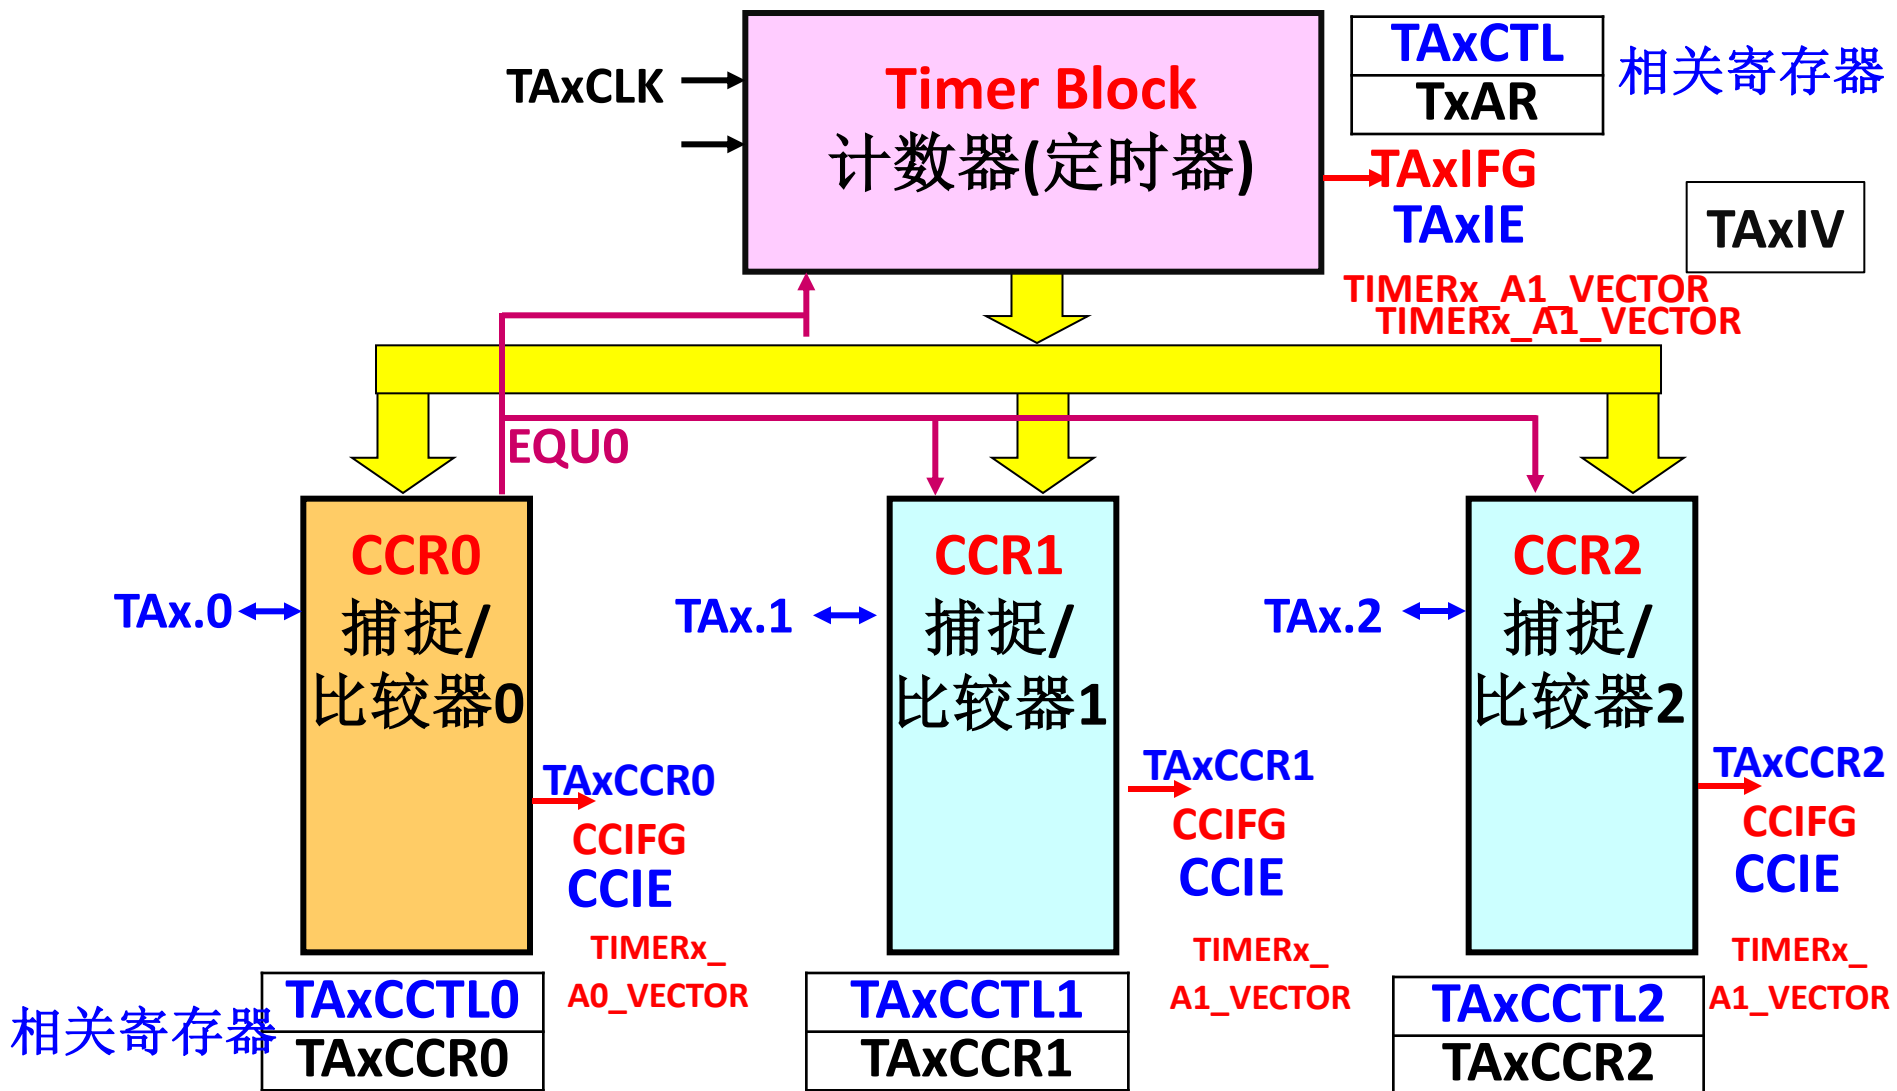 TAxCLK
Timer Block
计数器(定时器)
TAxCTL
TxAR
相关寄存器
TAxIFG
TAxIE
TAxIV
TIMERx_A1_VECTOR
TIMERx_A1_VECTOR
EQU0
TAx.0
CCR0
捕捉/
比较器0
TAxCCR0
CCIFG
CCIE
TIMERx_
A0_VECTOR
相关寄存器
TAxCCTL0
TAxCCR0
TAx.1
CCR1
捕捉/
比较器1
TAxCCR1
CCIFG
CCIE
TIMERx_
A1_VECTOR
TAxCCTL1
TAxCCR1
TAx.2
CCR2
捕捉/
比较器2
TAxCCR2
CCIFG
CCIE
TIMERx_
A1_VECTOR
TAxCCTL2
TAxCCR2